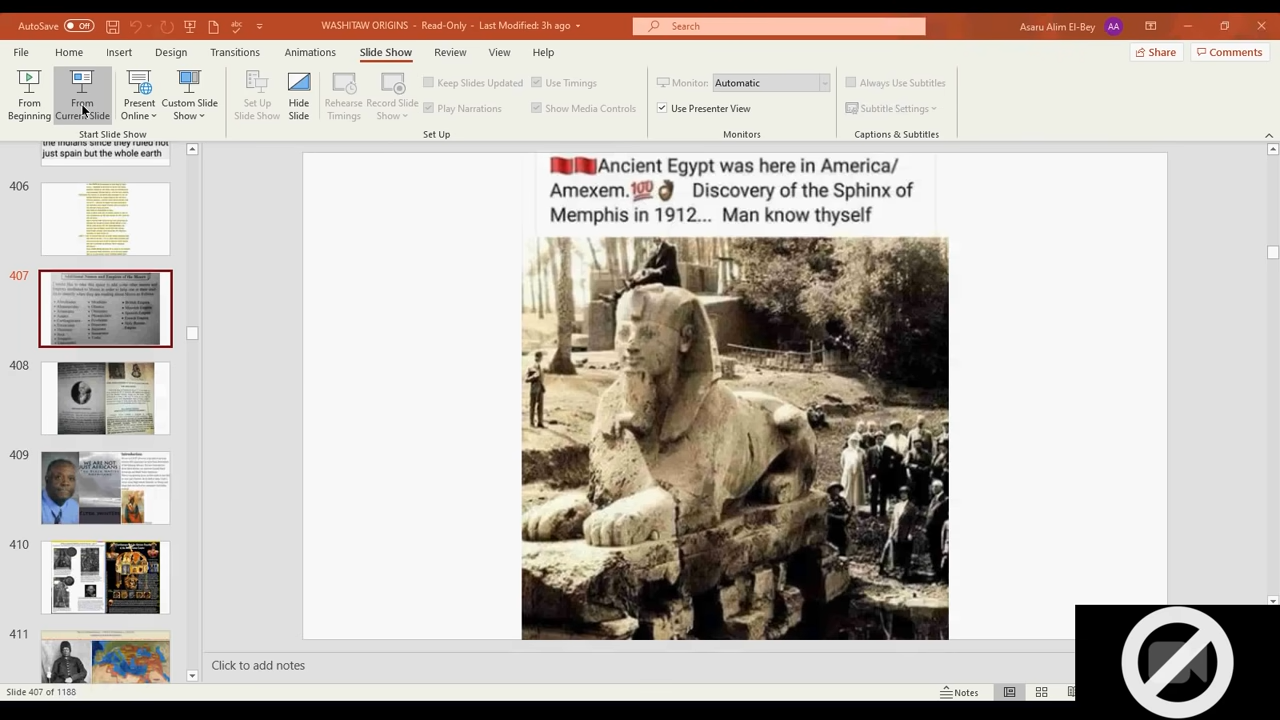 AutoSave Off
WASHITAW ORIGINS - Read-Only - Last Modified: 3h ago
Search
Asaru Alim El-Bey AA
File Home Insert Design Transitions Animations Slide Show Review View Help
Share Comments
From Beginning
From Current Slide
Present Online
Custom Slide Show
Start Slide Show
Set Up Slide Show
Hide Slide
Rehearse Timings
Record Slide Show
Keep Slides Updated
Play Narrations
Use Timings
Show Media Controls
Set Up
Monitor: Automatic
Use Presenter View
Monitors
Always Use Subtitles
Subtitle Settings
Captions & Subtitles
the Indians since they ruled not
just spain but the whole earth
406
407
408
409
410
411
🚩🚩Ancient Egypt was here in America/
Amexem.💯👌🏿 Discovery of the Sphinx of
Memphis in 1912... Man know thyself
Click to add notes
Slide 407 of 1188
Notes